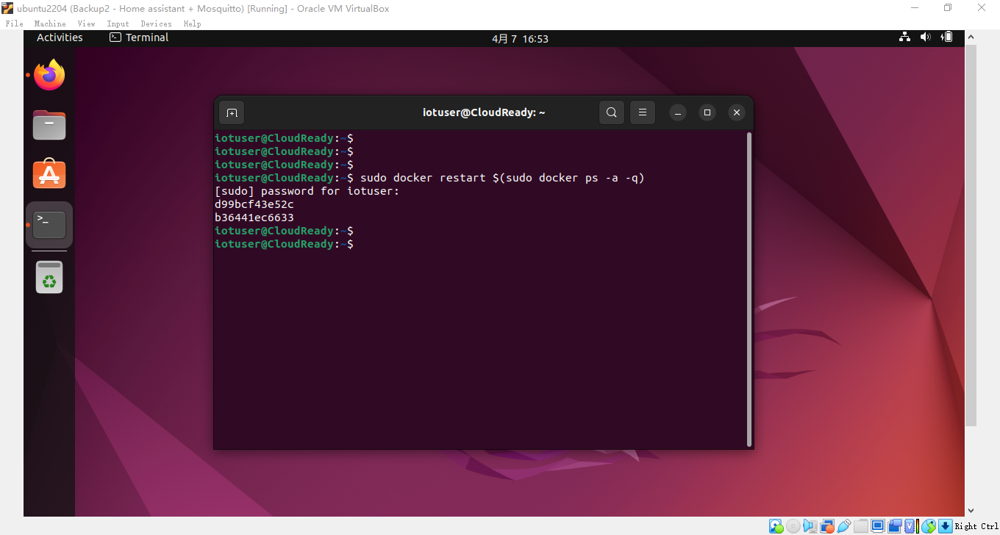 ubuntu2204 (Backup2 - Home assistant + Mosquitto) [Running] - Oracle VM VirtualBox
File Machine View Input Devices Help
Activities Terminal 4月 7 16:53
iotuser@CloudReady: ~
iotuser@CloudReady:~$
iotuser@CloudReady:~$
iotuser@CloudReady:~$
iotuser@CloudReady:~$ sudo docker restart $(sudo docker ps -a -q)
[sudo] password for iotuser:
d99bcf43e52c
b36441ec6633
iotuser@CloudReady:~$
iotuser@CloudReady:~$
Right Ctrl